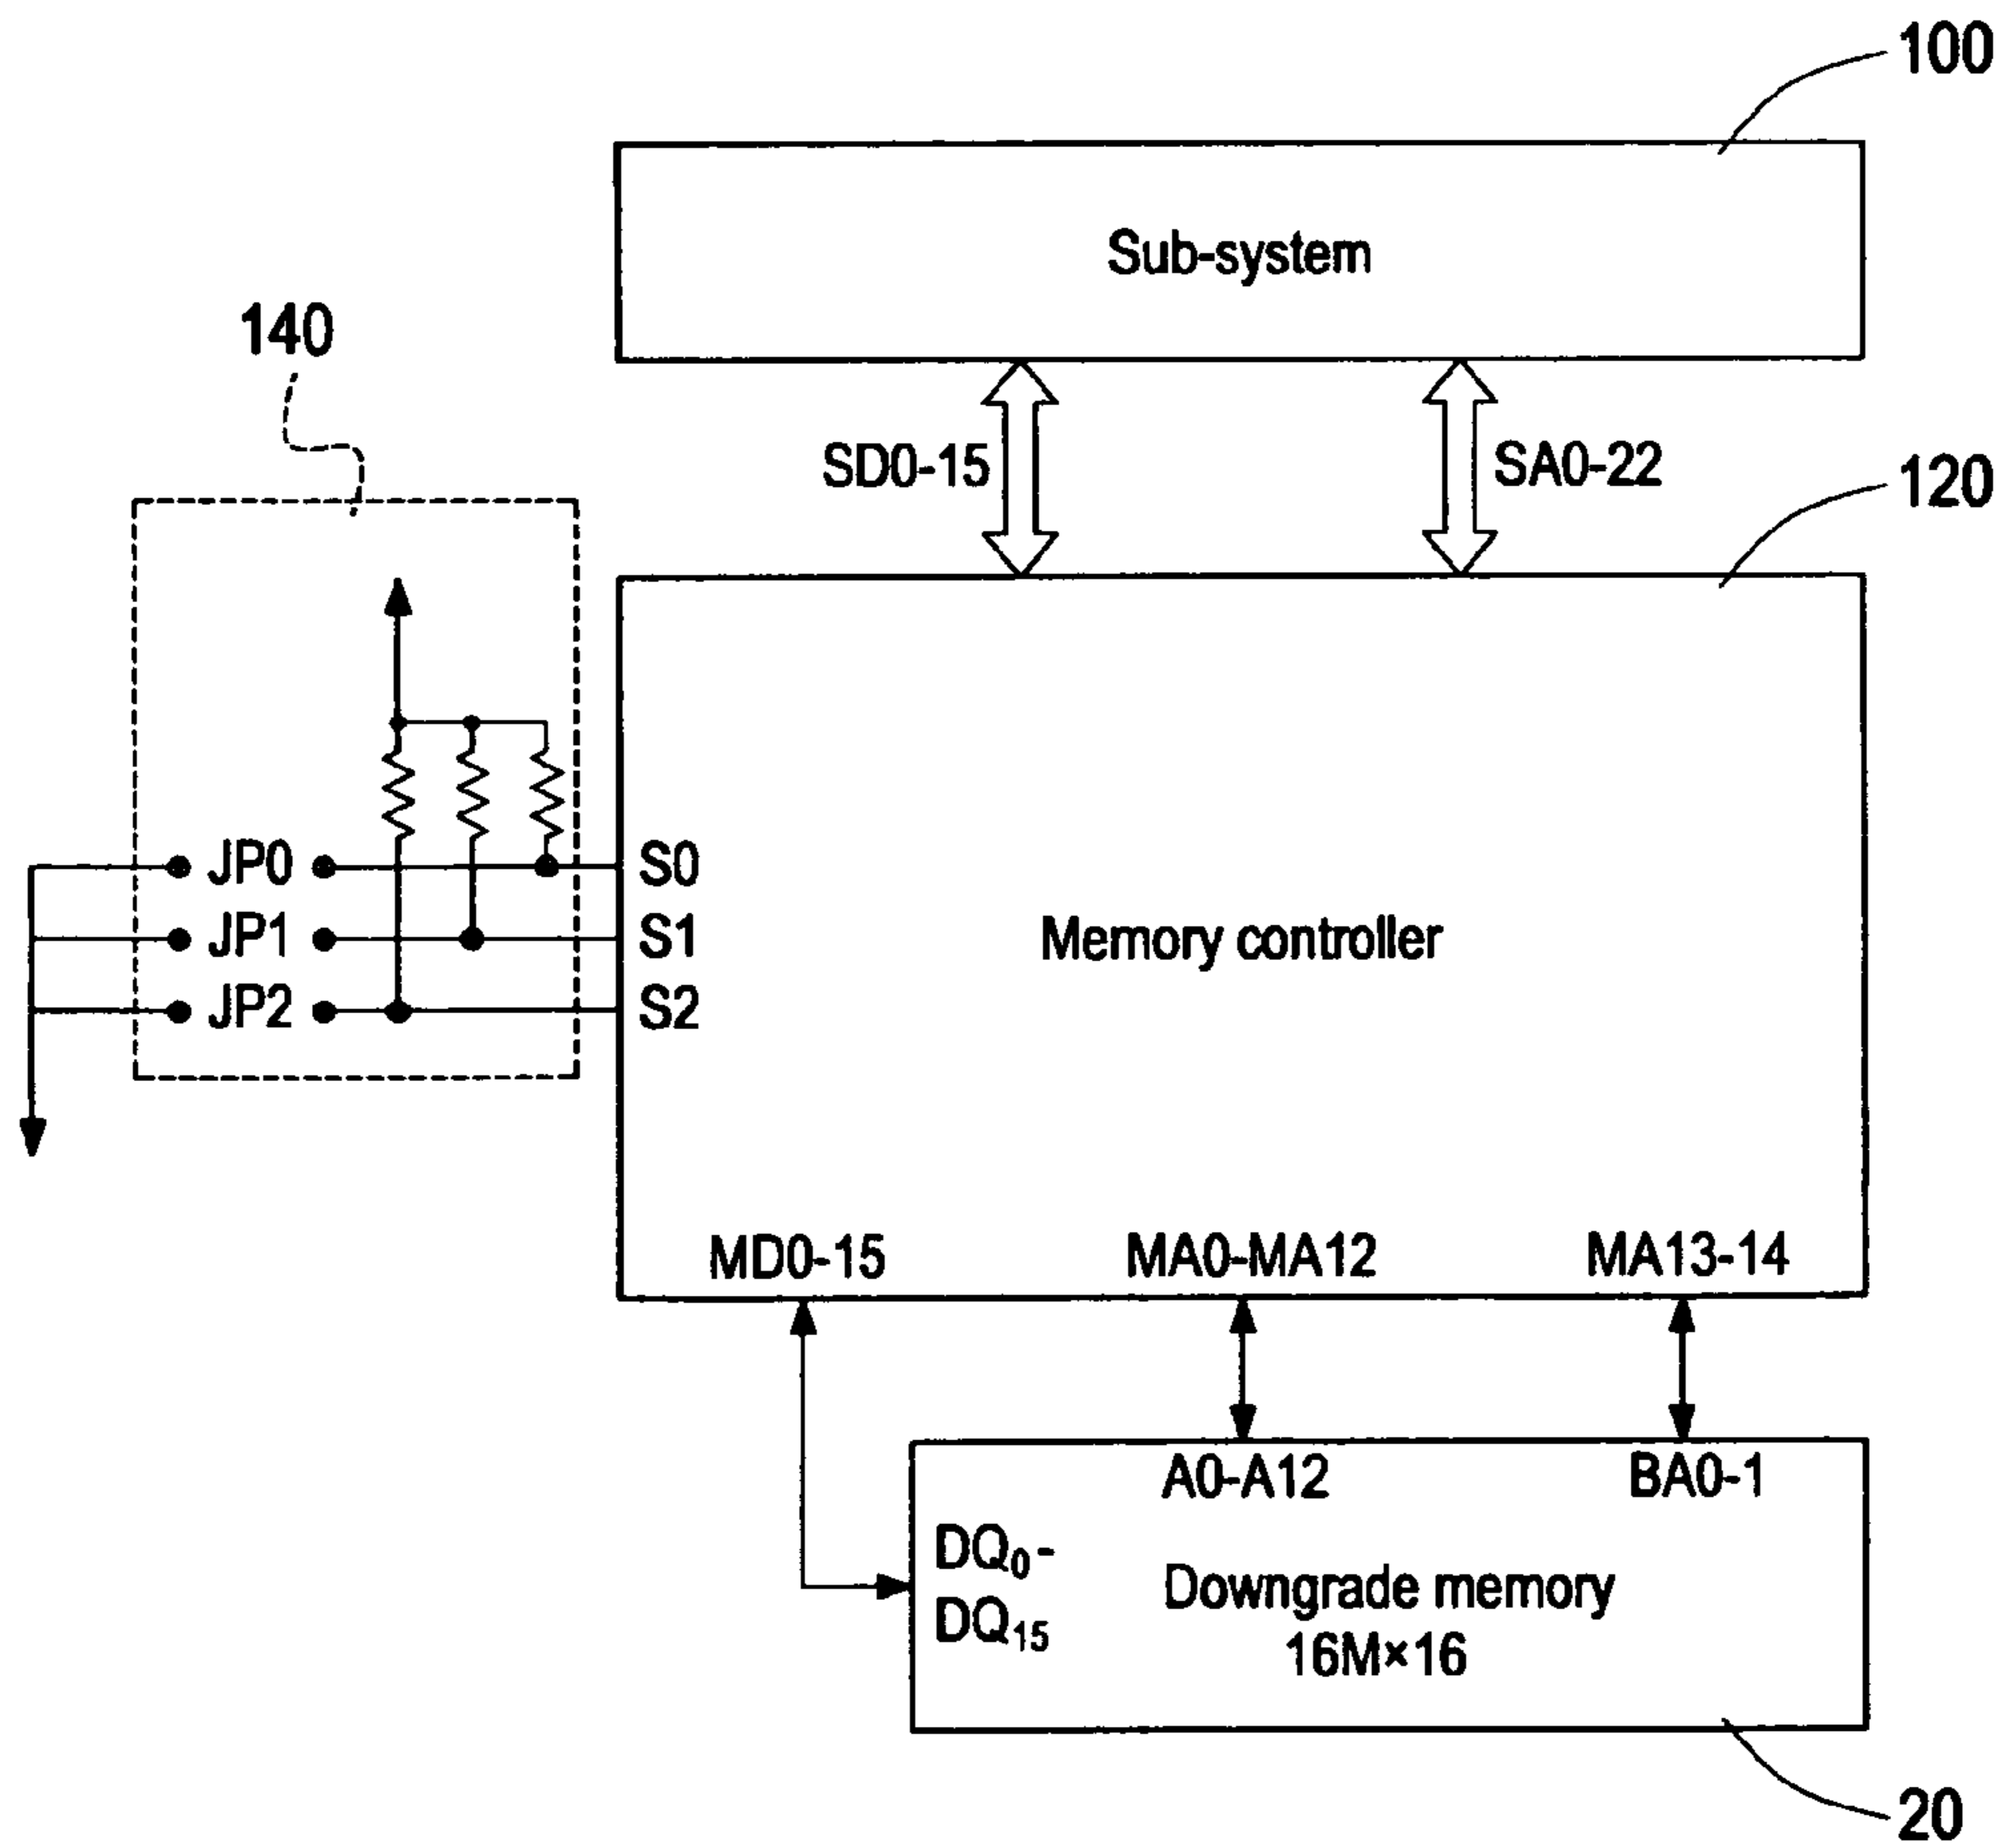 100
Sub-system
140
SD0-15
SA0-22
120
JP0
S0
JP1
S1
JP2
S2
Memory controller
MD0-15
MA0-MA12
MA13-14
A0-A12
BA0-1
DQ₀-
DQ₁₅
Downgrade memory
16M×16
20